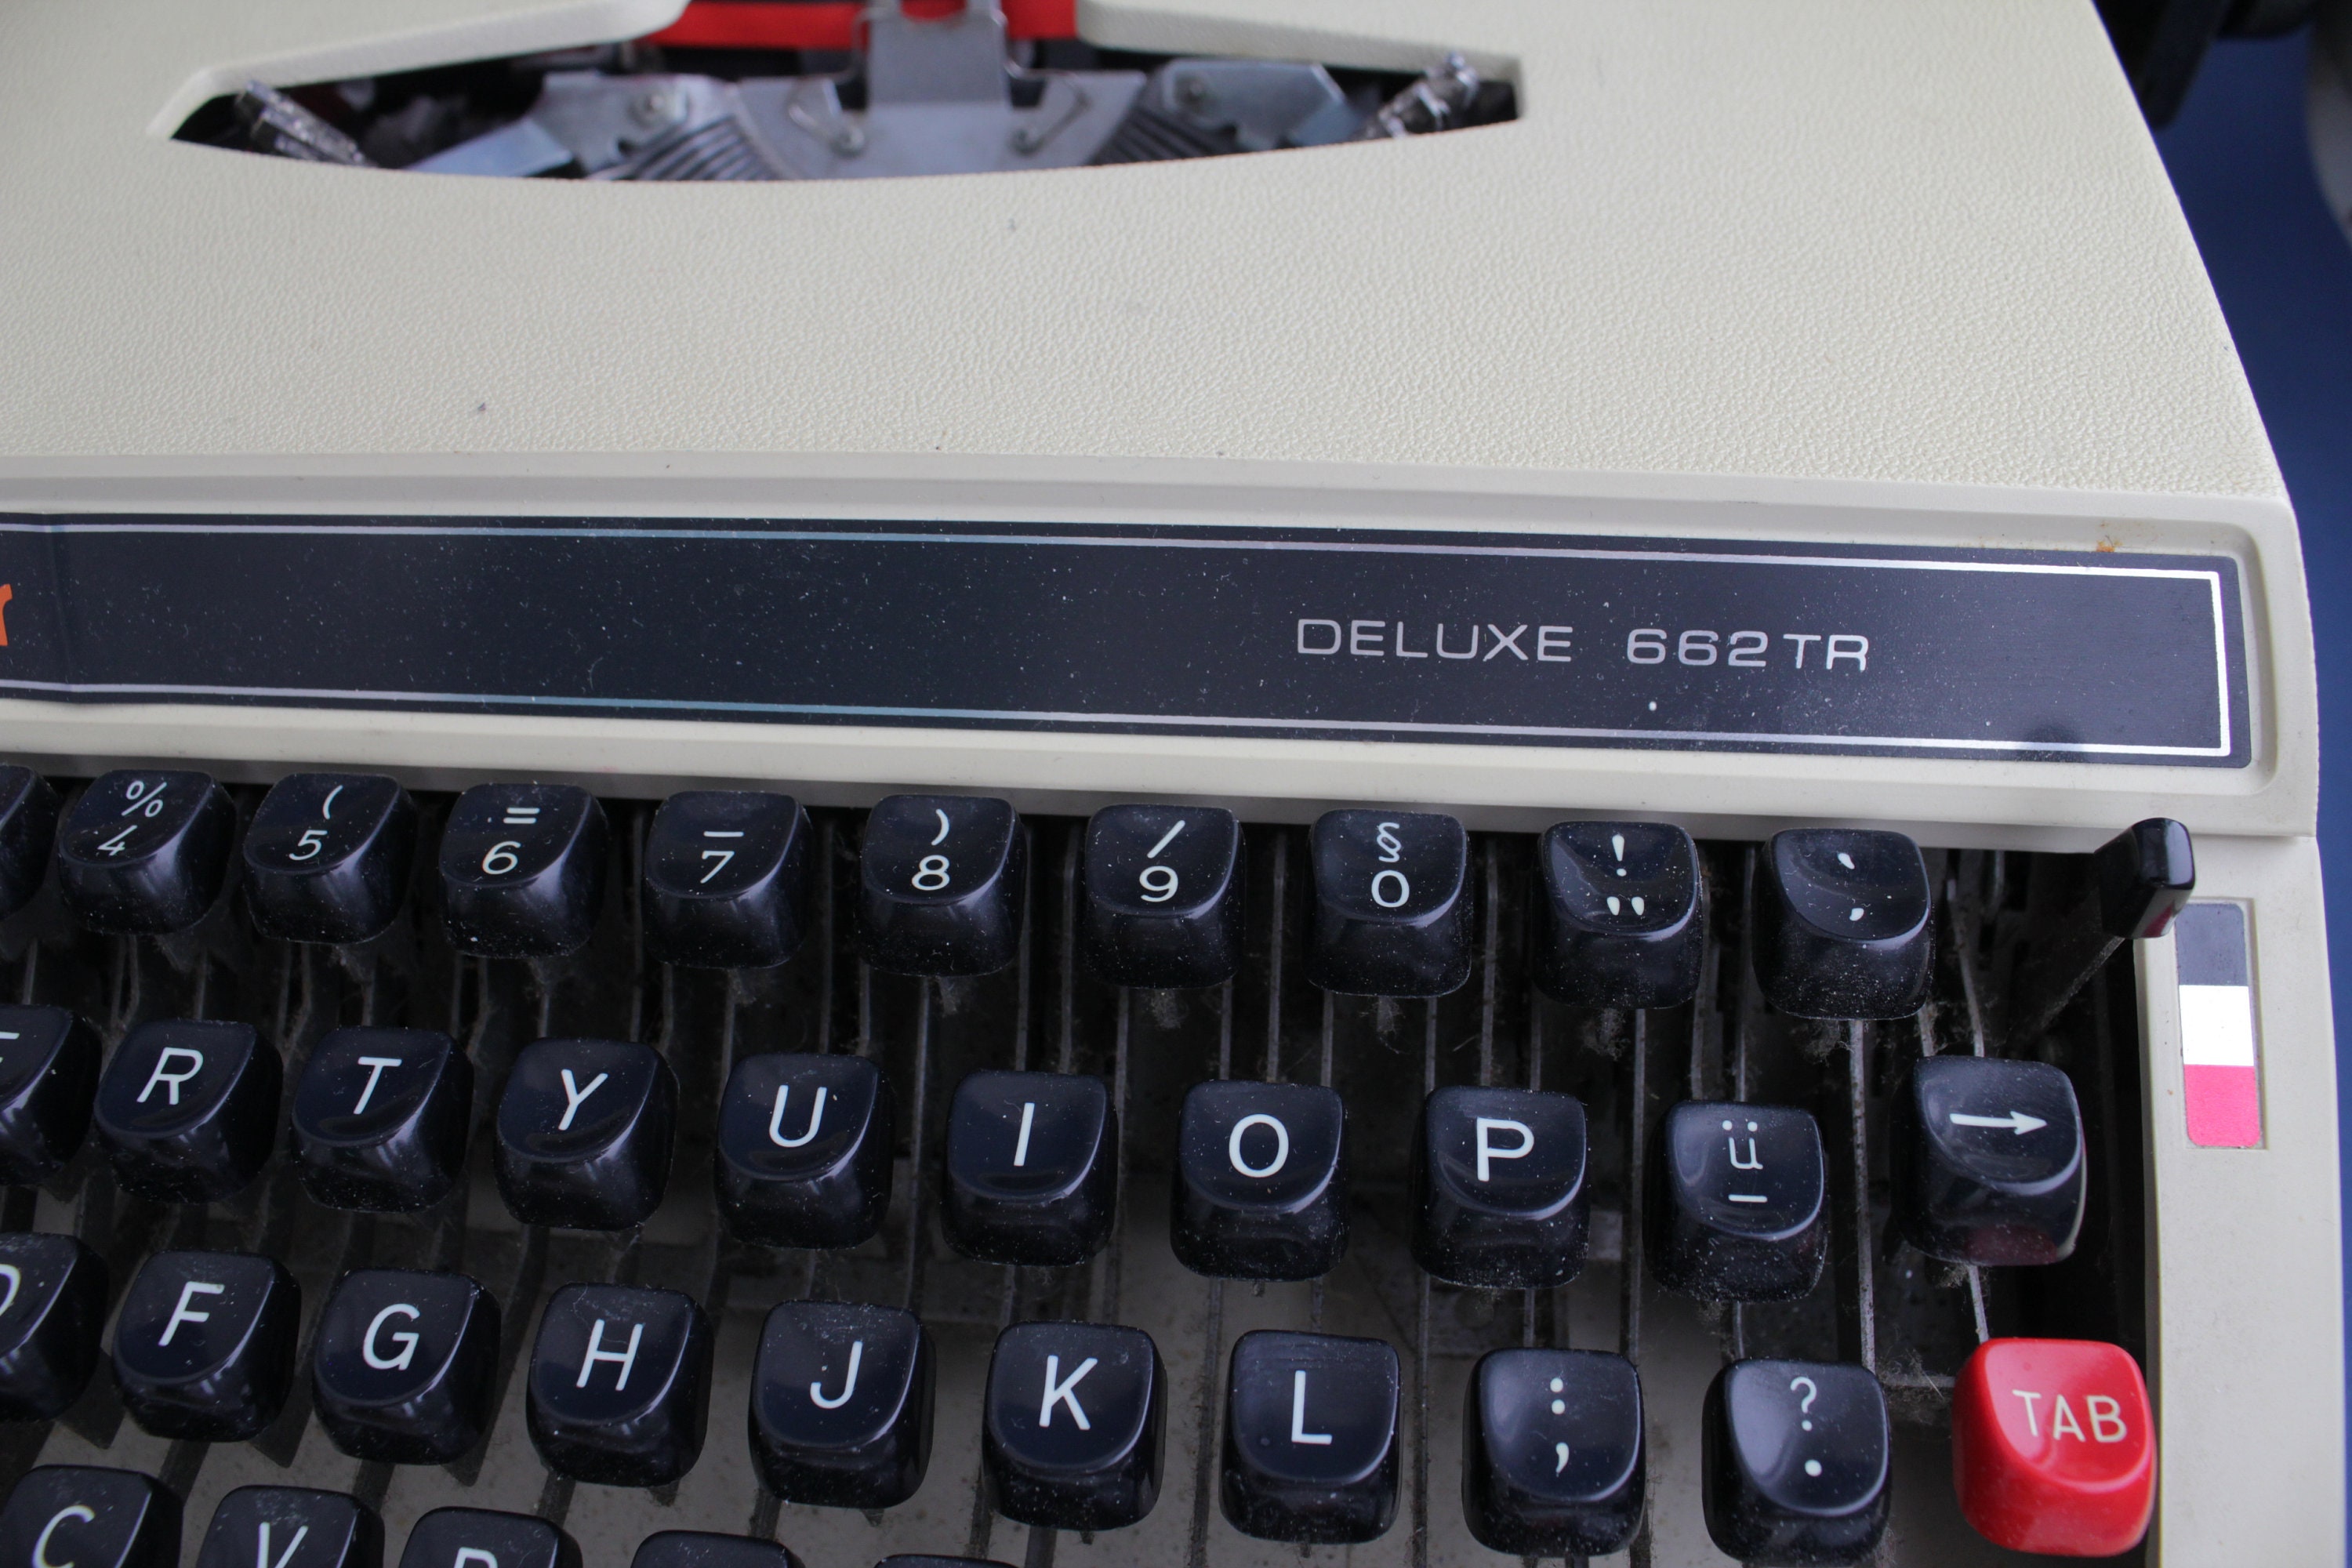 r
DELUXE 662TR
% ( = _ ) / § ! ´
4 5 6 7 8 9 0 " ,
R T Y U I O P ü →
–
F G H J K L : ?
; .
TAB
C V